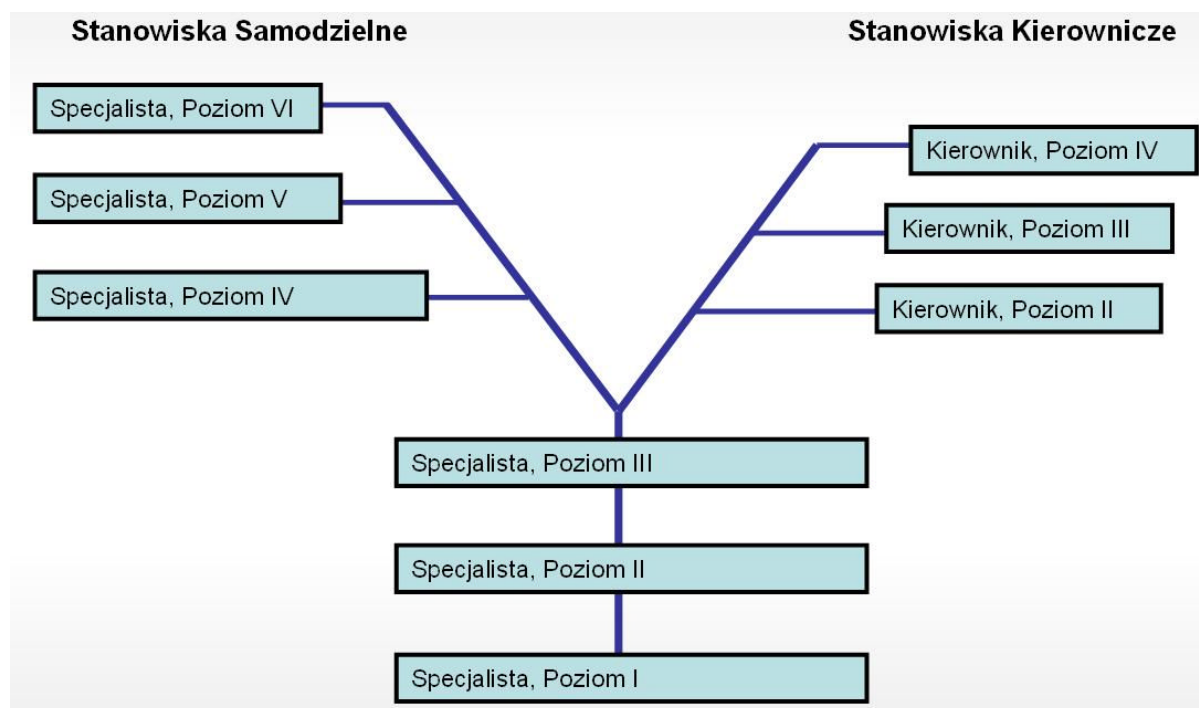 Stanowiska Samodzielne
Stanowiska Kierownicze
Specjalista, Poziom VI
Specjalista, Poziom V
Specjalista, Poziom IV
Kierownik, Poziom IV
Kierownik, Poziom III
Kierownik, Poziom II
Specjalista, Poziom III
Specjalista, Poziom II
Specjalista, Poziom I